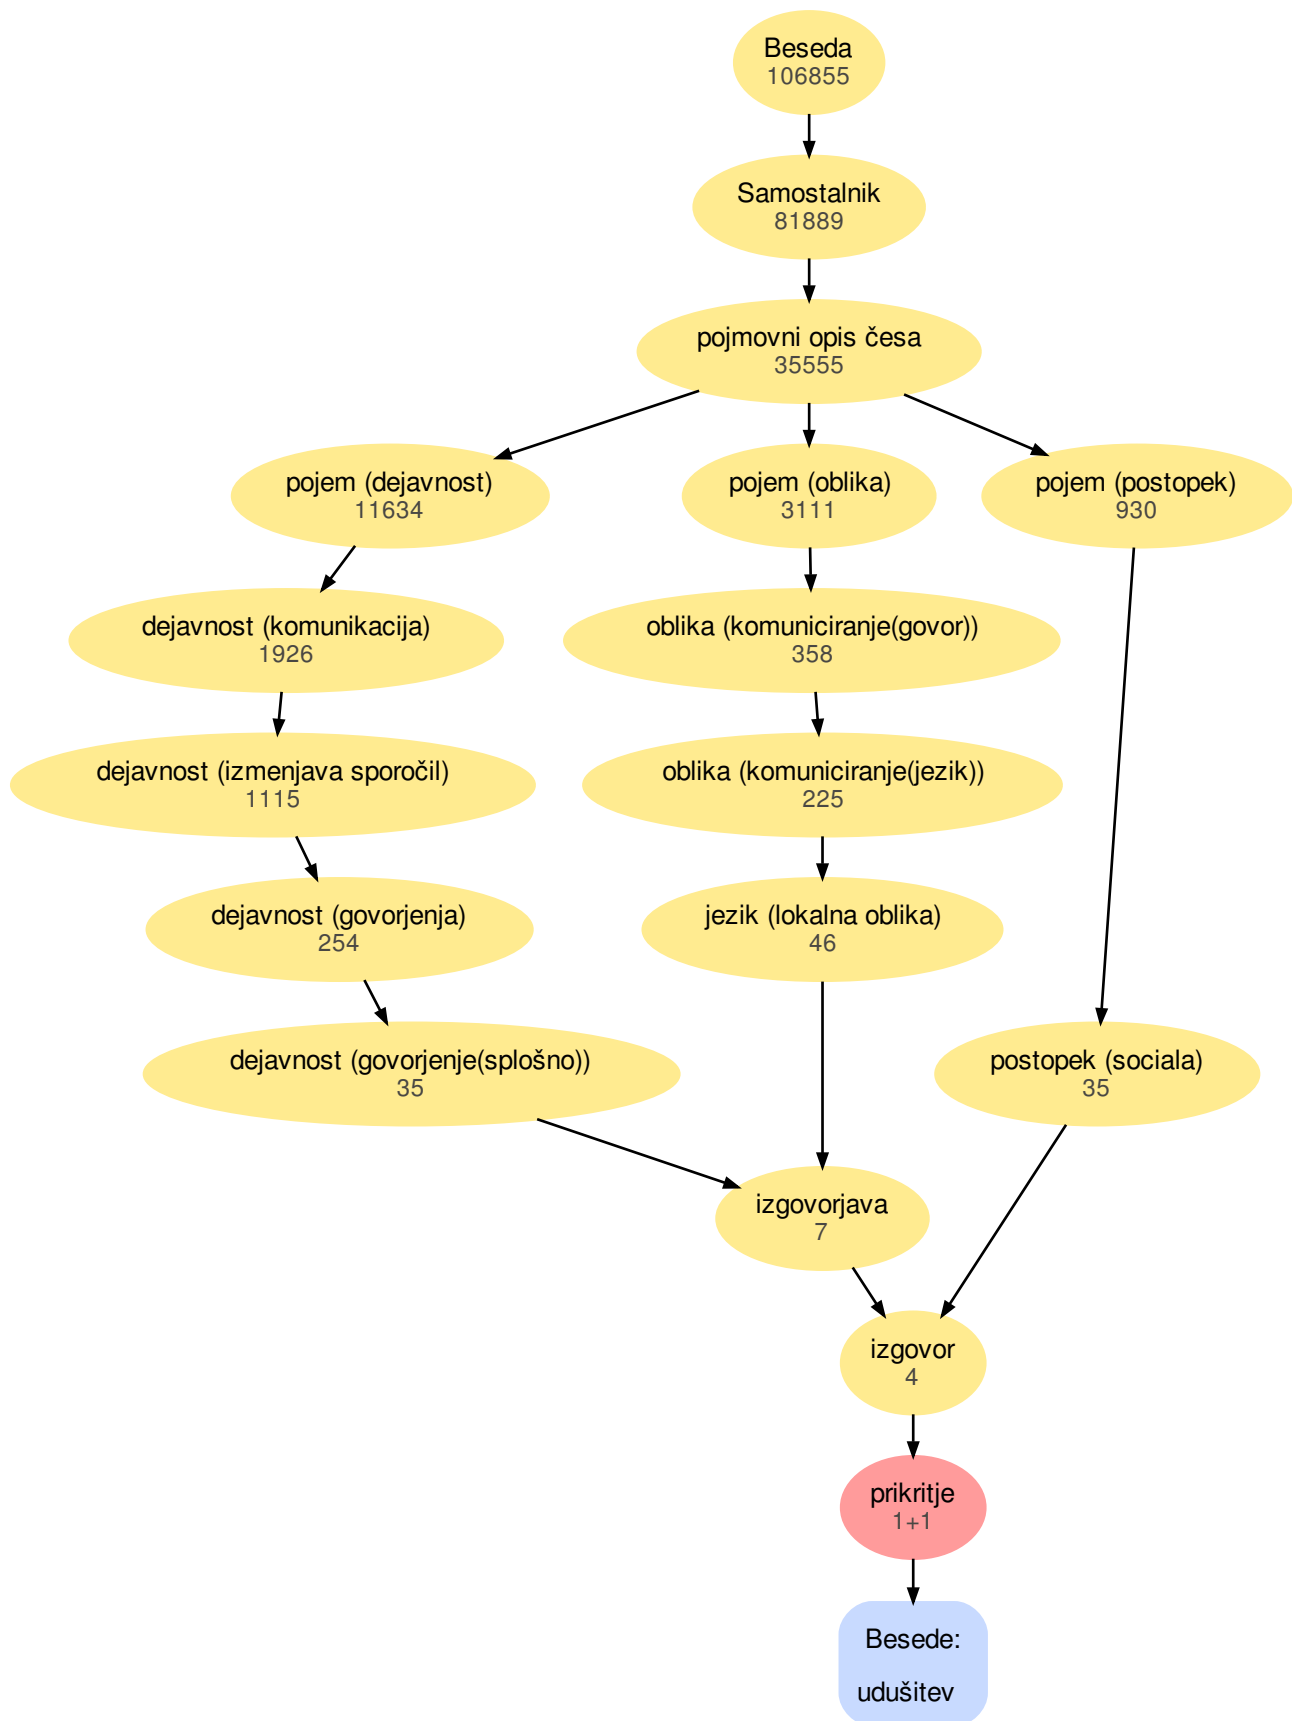 Beseda
106855
Samostalnik
81889
pojmovni opis česa
35555
pojem (dejavnost)
11634
pojem (oblika)
3111
pojem (postopek)
930
dejavnost (komunikacija)
1926
oblika (komuniciranje(govor))
358
dejavnost (izmenjava sporočil)
1115
oblika (komuniciranje(jezik))
225
dejavnost (govorjenja)
254
jezik (lokalna oblika)
46
dejavnost (govorjenje(splošno))
35
postopek (sociala)
35
izgovorjava
7
izgovor
4
prikritje
1+1
Besede:
udušitev